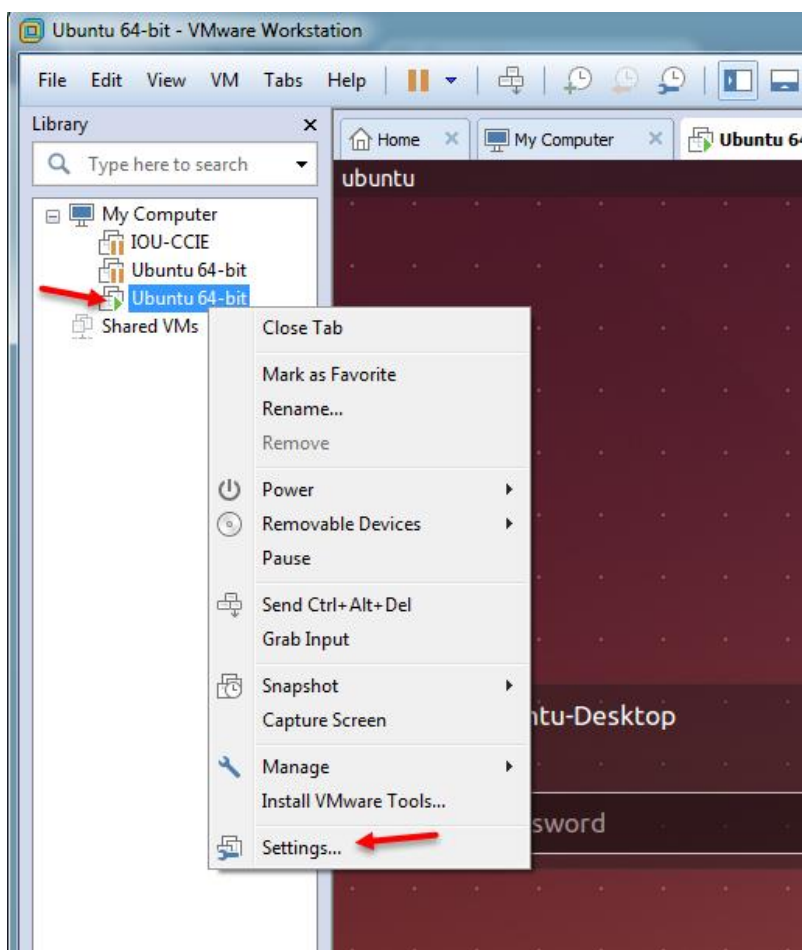 Ubuntu 64-bit - VMware Workstation
File Edit View VM Tabs Help
Library
Home My Computer Ubuntu 64
Type here to search
ubuntu
My Computer
IOU-CCIE
Ubuntu 64-bit
Ubuntu 64-bit
Shared VMs
Close Tab
Mark as Favorite
Rename...
Remove
Power
Removable Devices
Pause
Send Ctrl+Alt+Del
Grab Input
Snapshot
Capture Screen
ntu-Desktop
Manage
Install VMware Tools...
sword
Settings...